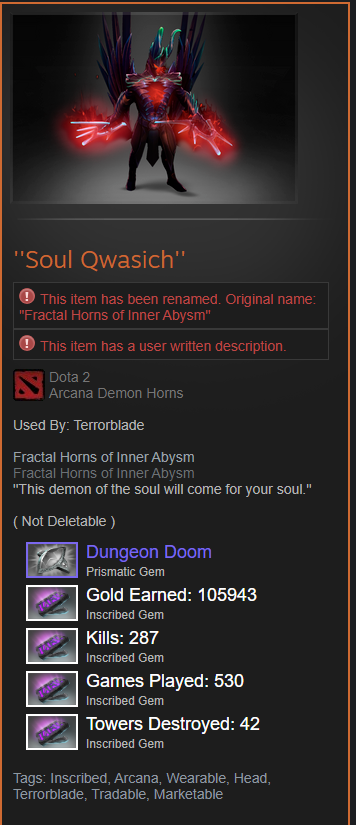 "Soul Qwasich"
This item has been renamed. Original name:
"Fractal Horns of Inner Abysm"
This item has a user written description.
Dota 2
Arcana Demon Horns
Used By: Terrorblade
Fractal Horns of Inner Abysm
Fractal Horns of Inner Abysm
"This demon of the soul will come for your soul."
( Not Deletable )
Dungeon Doom
Prismatic Gem
Gold Earned: 105943
Inscribed Gem
Kills: 287
Inscribed Gem
Games Played: 530
Inscribed Gem
Towers Destroyed: 42
Inscribed Gem
Tags: Inscribed, Arcana, Wearable, Head,
Terrorblade, Tradable, Marketable